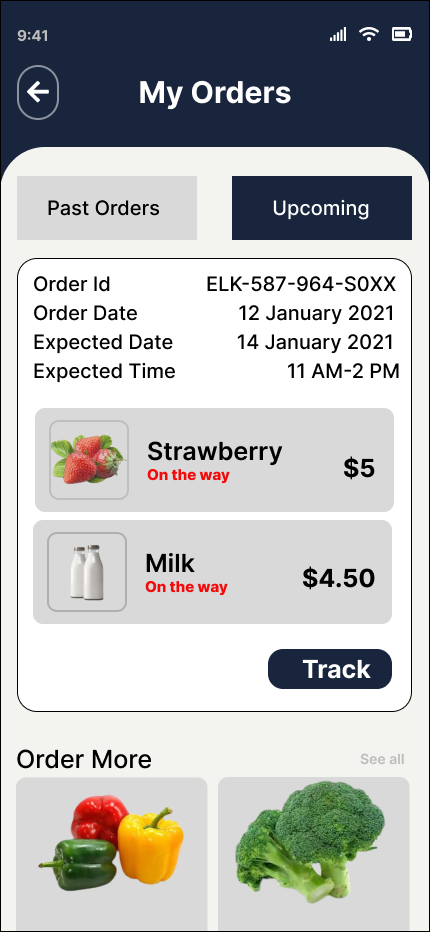 9:41
My Orders
Past Orders
Upcoming
Order Id ELK-587-964-S0XX
Order Date 12 January 2021
Expected Date 14 January 2021
Expected Time 11 AM-2 PM
Strawberry
On the way
$5
Milk
On the way
$4.50
Track
Order More See all